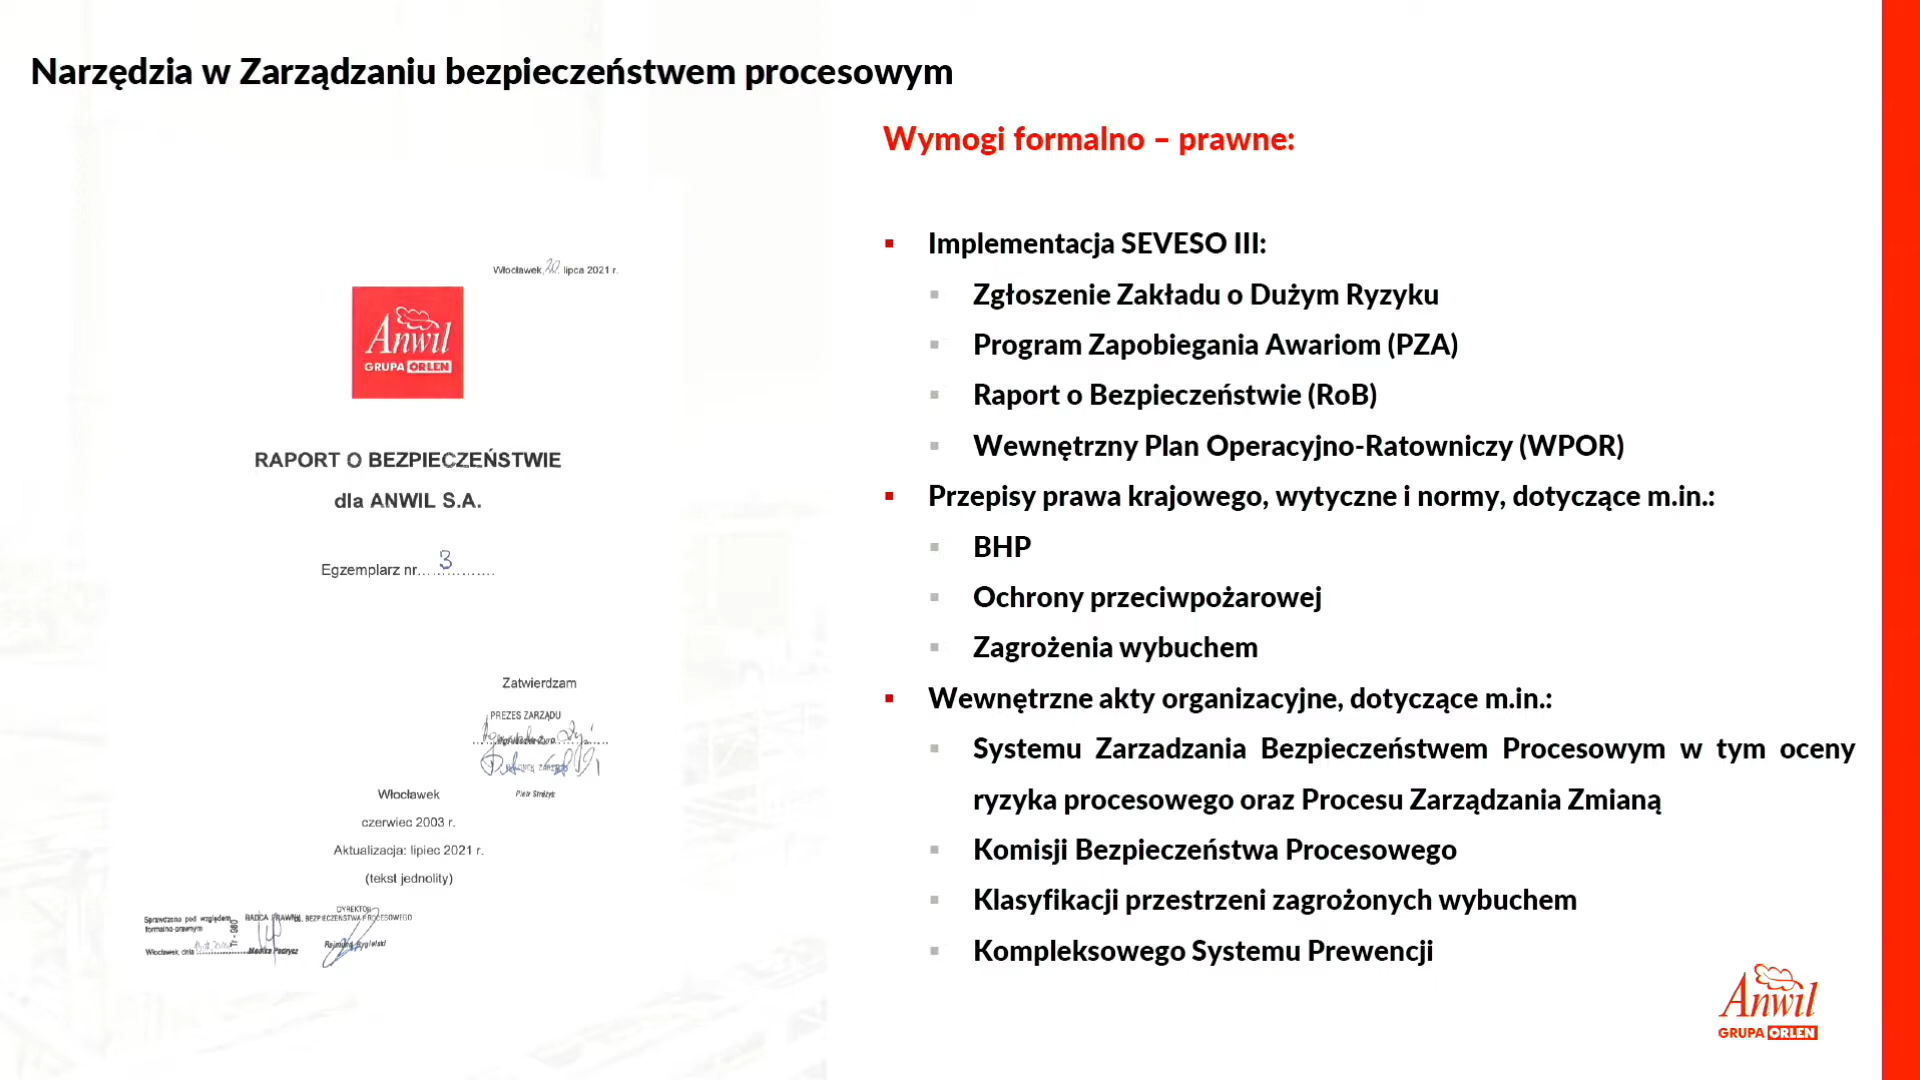 Narzędzia w Zarządzaniu bezpieczeństwem procesowym
Włocławek, 20. lipca 2021 r.
Anwil
GRUPA ORLEN
RAPORT O BEZPIECZEŃSTWIE
dla ANWIL S.A.
Egzemplarz nr....3...........
Zatwierdzam
PREZES ZARZĄDU
Włocławek
czerwiec 2003 r.
Aktualizacja: lipiec 2021 r.
(tekst jednolity)
Sprawdzono pod względem
formalno-prawnym
Włocławek, dnia
RADCA PRAWNY
DYREKTOR
DS. BEZPIECZEŃSTWA PROCESOWEGO
Wymogi formalno – prawne:
▪ Implementacja SEVESO III:
▪ Zgłoszenie Zakładu o Dużym Ryzyku
▪ Program Zapobiegania Awariom (PZA)
▪ Raport o Bezpieczeństwie (RoB)
▪ Wewnętrzny Plan Operacyjno-Ratowniczy (WPOR)
▪ Przepisy prawa krajowego, wytyczne i normy, dotyczące m.in.:
▪ BHP
▪ Ochrony przeciwpożarowej
▪ Zagrożenia wybuchem
▪ Wewnętrzne akty organizacyjne, dotyczące m.in.:
▪ Systemu Zarzadzania Bezpieczeństwem Procesowym w tym oceny
ryzyka procesowego oraz Procesu Zarządzania Zmianą
▪ Komisji Bezpieczeństwa Procesowego
▪ Klasyfikacji przestrzeni zagrożonych wybuchem
▪ Kompleksowego Systemu Prewencji
Anwil
GRUPA ORLEN